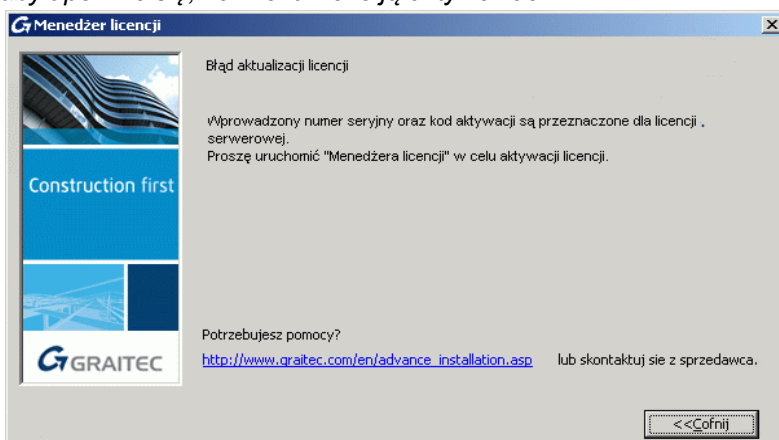 Menedżer licencji
Błąd aktualizacji licencji
Wprowadzony numer seryjny oraz kod aktywacji są przeznaczone dla licencji .
serwerowej.
Proszę uruchomić "Menedżera licencji" w celu aktywacji licencji.
Construction first
Potrzebujesz pomocy?
GRAITEC
http://www.graitec.com/en/advance_installation.asp lub skontaktuj sie z sprzedawca.
<<Cofnij